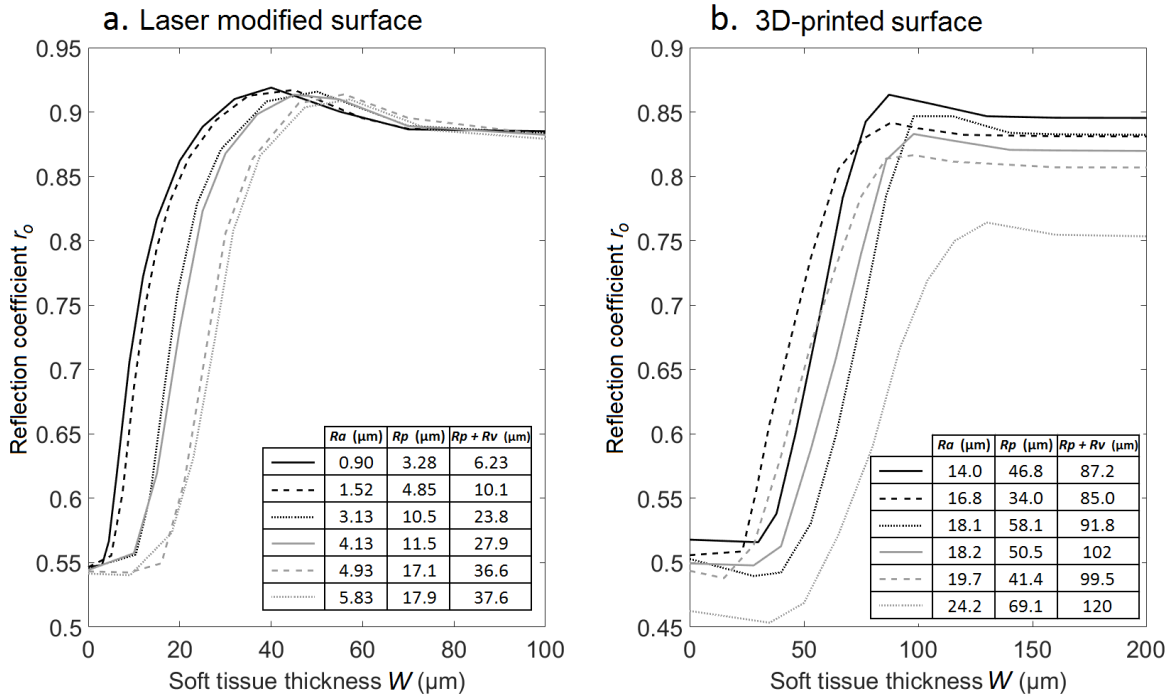 a. Laser modified surface
Reflection coefficient ro
0.95
0.9
0.85
0.8
0.75
0.7
0.65
0.6
0.55
0.5
0 20 40 60 80 100
Soft tissue thickness W (μm)
Ra (μm) Rp (μm) Rp + Rv (μm)
0.90 3.28 6.23
1.52 4.85 10.1
3.13 10.5 23.8
4.13 11.5 27.9
4.93 17.1 36.6
5.83 17.9 37.6
b. 3D-printed surface
Reflection coefficient ro
0.9
0.85
0.8
0.75
0.7
0.65
0.6
0.55
0.5
0.45
0 50 100 150 200
Soft tissue thickness W (μm)
Ra (μm) Rp (μm) Rp + Rv (μm)
14.0 46.8 87.2
16.8 34.0 85.0
18.1 58.1 91.8
18.2 50.5 102
19.7 41.4 99.5
24.2 69.1 120